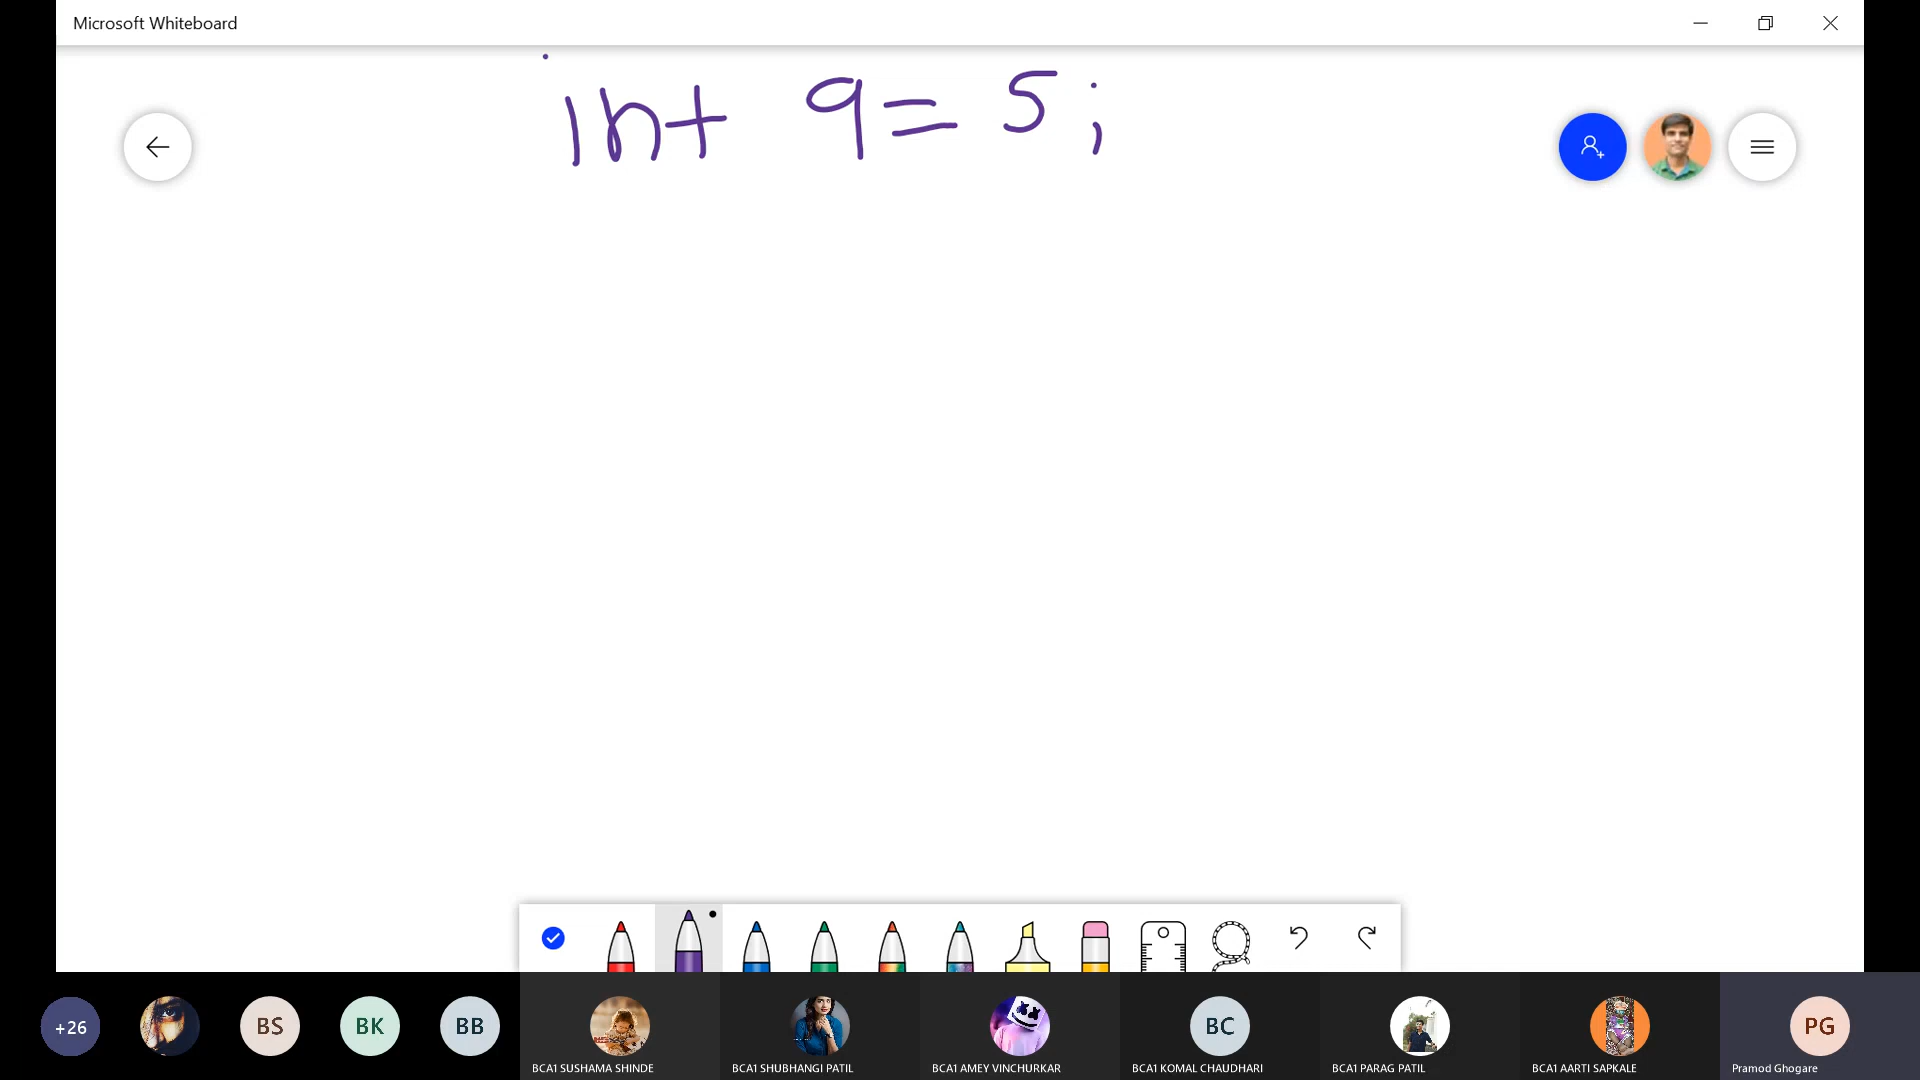 Microsoft Whiteboard
int a= 5 ;
+26
BS
BK
BB
BC
PG
BCA1 SUSHAMA SHINDE
BCA1 SHUBHANGI PATIL
BCA1 AMEY VINCHURKAR
BCA1 KOMAL CHAUDHARI
BCA1 PARAG PATIL
BCA1 AARTI SAPKALE
Pramod Ghogare